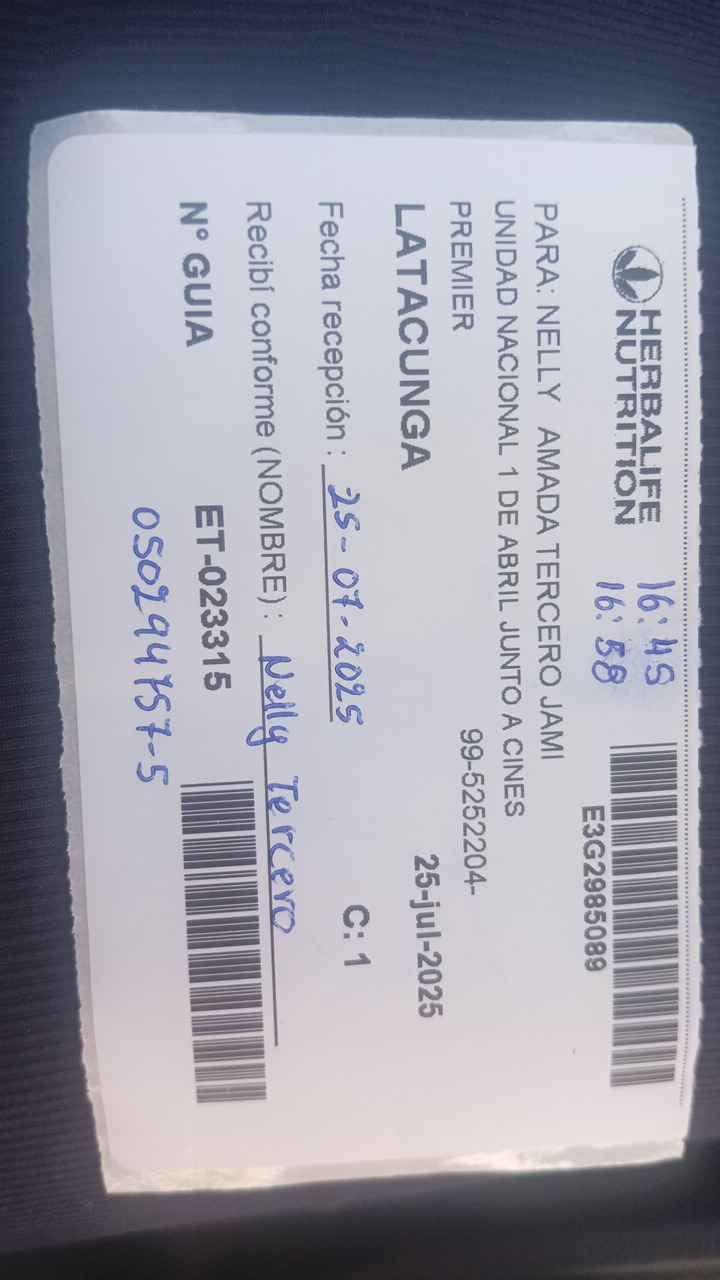 HERBALIFE
NUTRITION
16:45
16:58
E3G2985089
PARA: NELLY AMADA TERCERO JAMI
UNIDAD NACIONAL 1 DE ABRIL JUNTO A CINES
PREMIER
99-5252204-
LATACUNGA
25-jul-2025
Fecha recepción : 25-07-2025
C: 1
Recibí conforme (NOMBRE) : Nelly Tercero
N° GUIA
ET-023315
050294757-5